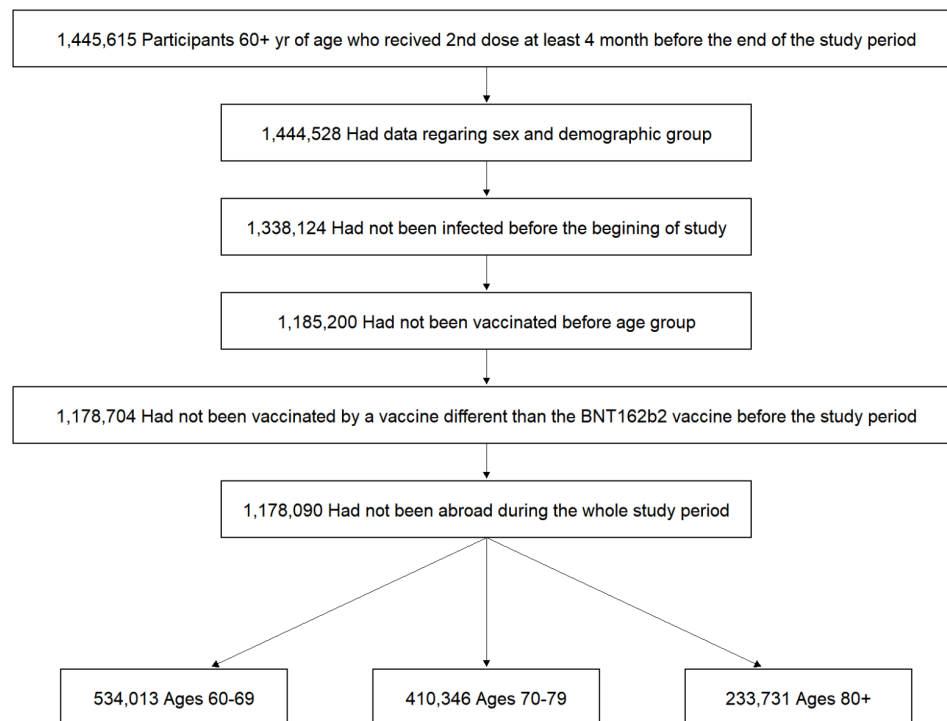 1,445,615 Participants 60+ yr of age who recived 2nd dose at least 4 month before the end of the study period
1,444,528 Had data regaring sex and demographic group
1,338,124 Had not been infected before the begining of study
1,185,200 Had not been vaccinated before age group
1,178,704 Had not been vaccinated by a vaccine different than the BNT162b2 vaccine before the study period
1,178,090 Had not been abroad during the whole study period
534,013 Ages 60-69
410,346 Ages 70-79
233,731 Ages 80+